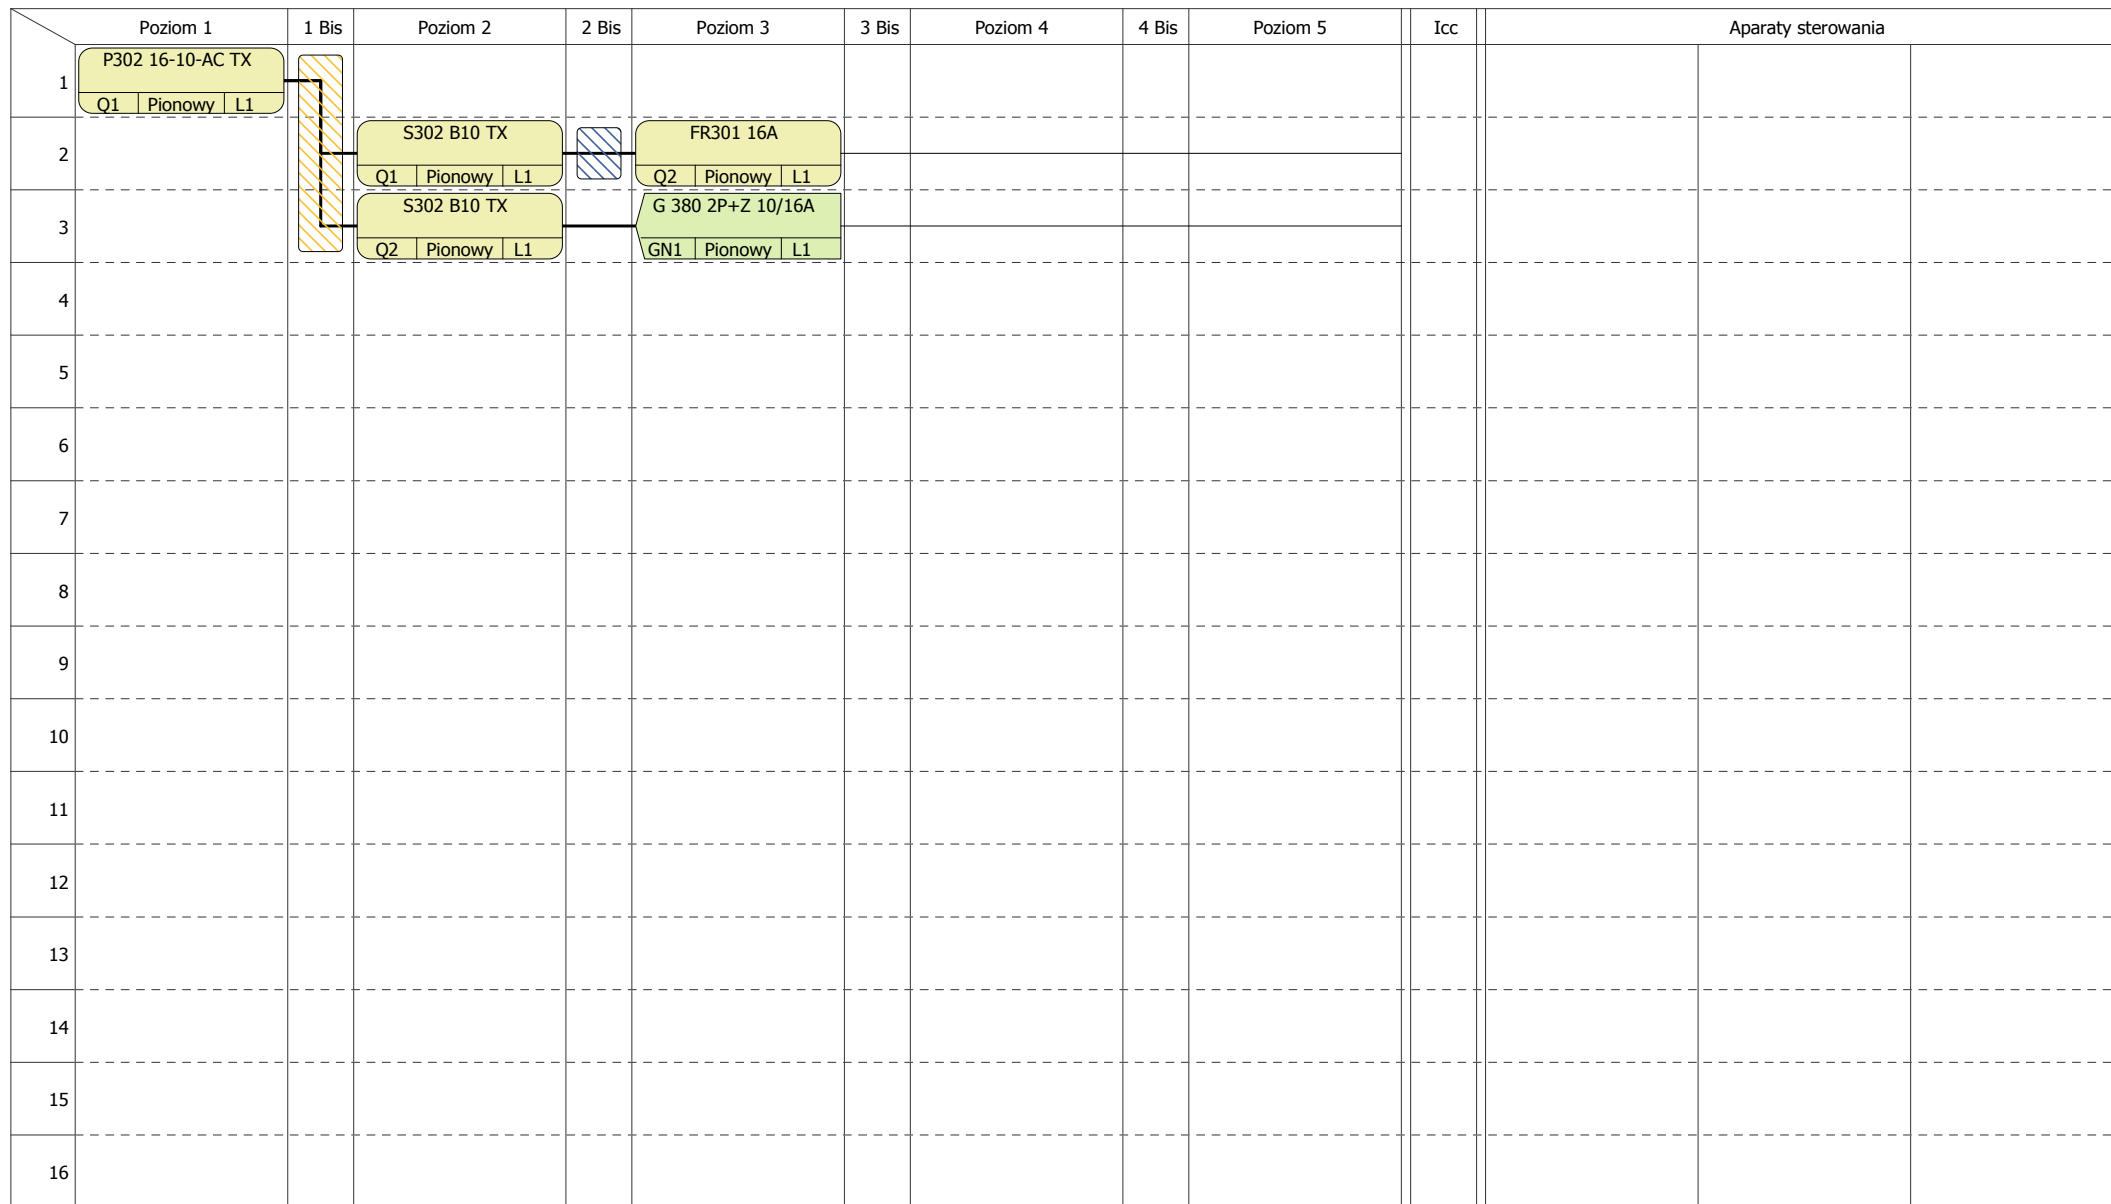 Poziom 1 1 Bis Poziom 2 2 Bis Poziom 3 3 Bis Poziom 4 4 Bis Poziom 5 Icc Aparaty sterowania
P302 16-10-AC TX
1
Q1 Pionowy L1
S302 B10 TX FR301 16A
2
Q1 Pionowy L1 Q2 Pionowy L1
S302 B10 TX G 380 2P+Z 10/16A
3
Q2 Pionowy L1 GN1 Pionowy L1
4
5
6
7
8
9
10
11
12
13
14
15
16